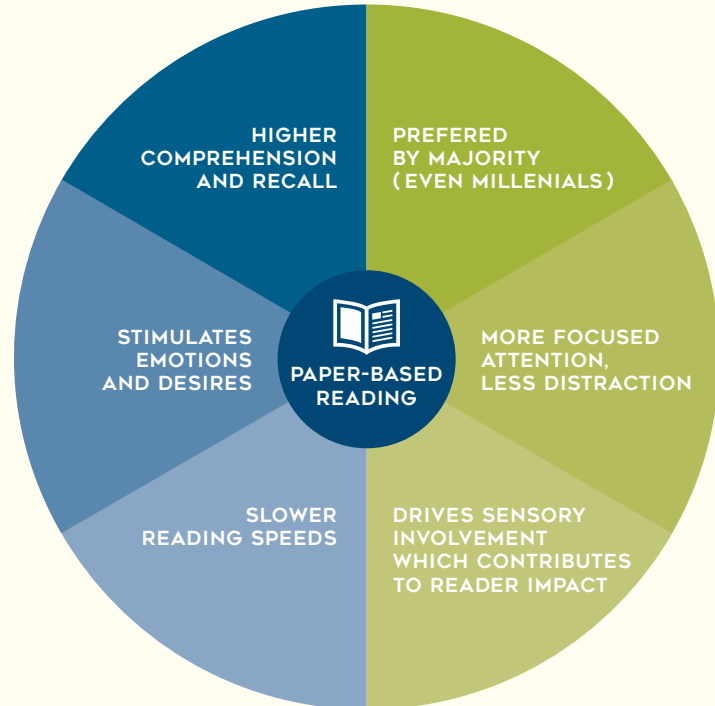 HIGHER
COMPREHENSION
AND RECALL
PREFERED
BY MAJORITY
(EVEN MILLENIALS)
STIMULATES
EMOTIONS
AND DESIRES
PAPER-BASED
READING
MORE FOCUSED
ATTENTION,
LESS DISTRACTION
SLOWER
READING SPEEDS
DRIVES SENSORY
INVOLVEMENT
WHICH CONTRIBUTES
TO READER IMPACT